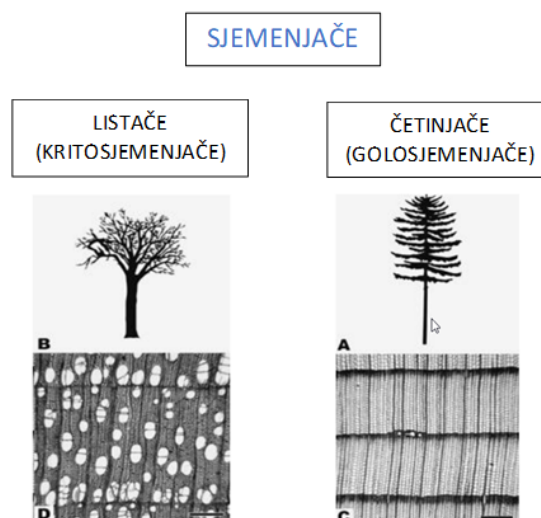 SJEMENJAČE
LISTAČE
(KRITOSJEMENJAČE)
ČETINJAČE
(GOLOSJEMENJAČE)
B
A
D
C